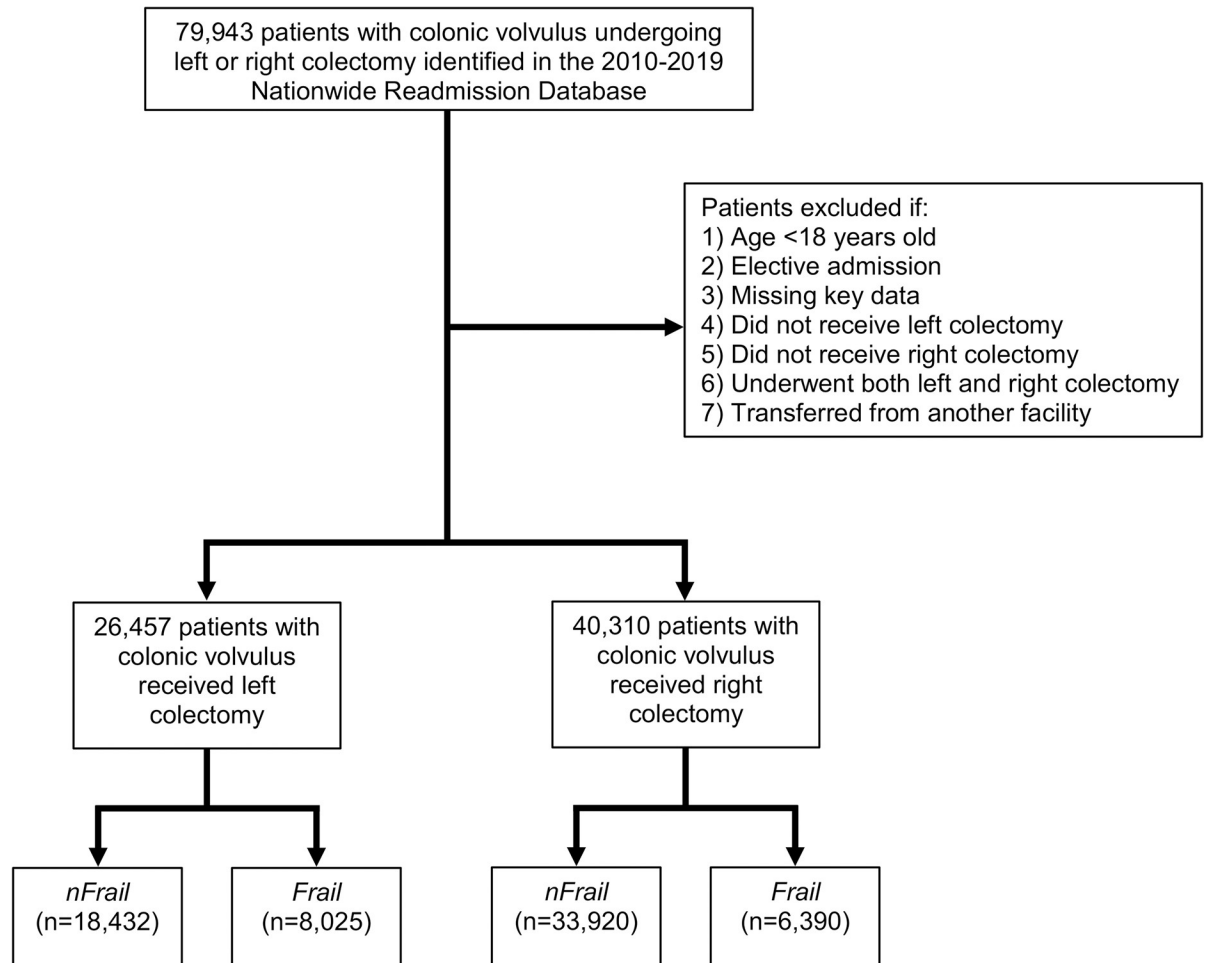 79,943 patients with colonic volvulus undergoing
left or right colectomy identified in the 2010-2019
Nationwide Readmission Database
Patients excluded if:
1) Age <18 years old
2) Elective admission
3) Missing key data
4) Did not receive left colectomy
5) Did not receive right colectomy
6) Underwent both left and right colectomy
7) Transferred from another facility
26,457 patients with
colonic volvulus
received left
colectomy
40,310 patients with
colonic volvulus
received right
colectomy
nFrail
(n=18,432)
Frail
(n=8,025)
nFrail
(n=33,920)
Frail
(n=6,390)